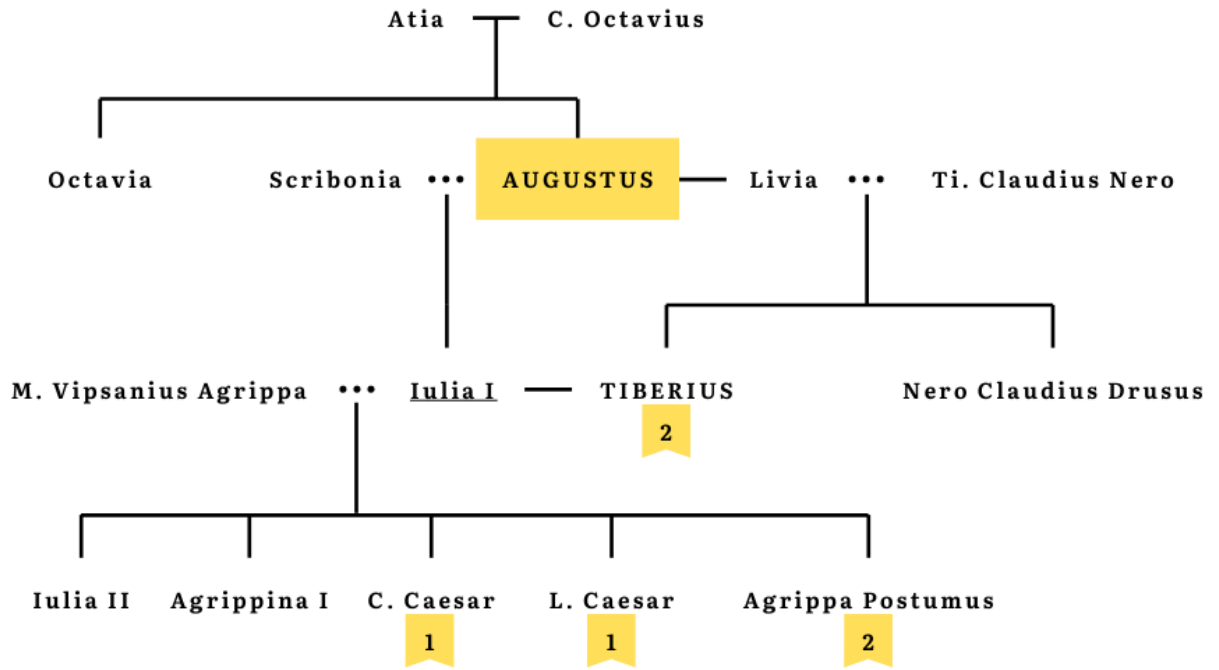 Atia C. Octavius
Octavia Scribonia ••• AUGUSTUS Livia ••• Ti. Claudius Nero
M. Vipsanius Agrippa ••• Iulia I TIBERIUS Nero Claudius Drusus
2
Iulia II Agrippina I C. Caesar L. Caesar Agrippa Postumus
1 1 2